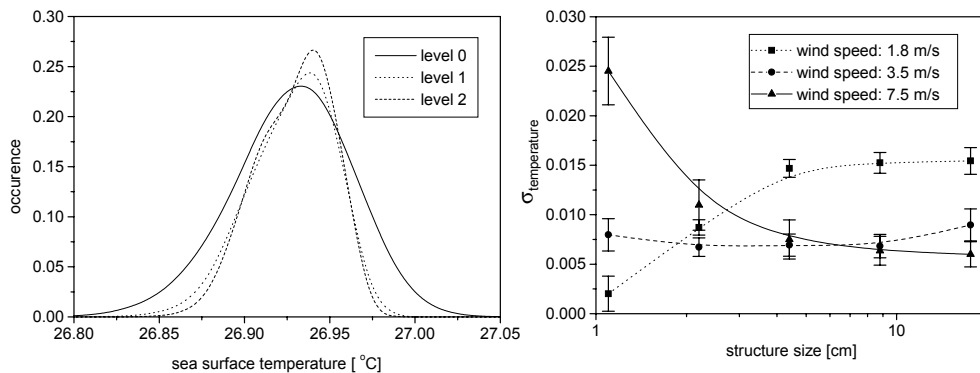 0.30
0.25
0.20
0.15
0.10
0.05
0.00
occurence
level 0
level 1
level 2
26.80
26.85
26.90
26.95
27.00
27.05
sea surface temperature [ °C]
0.030
0.025
0.020
0.015
0.010
0.005
0.000
σtemperature
wind speed: 1.8 m/s
wind speed: 3.5 m/s
wind speed: 7.5 m/s
1
10
structure size [cm]